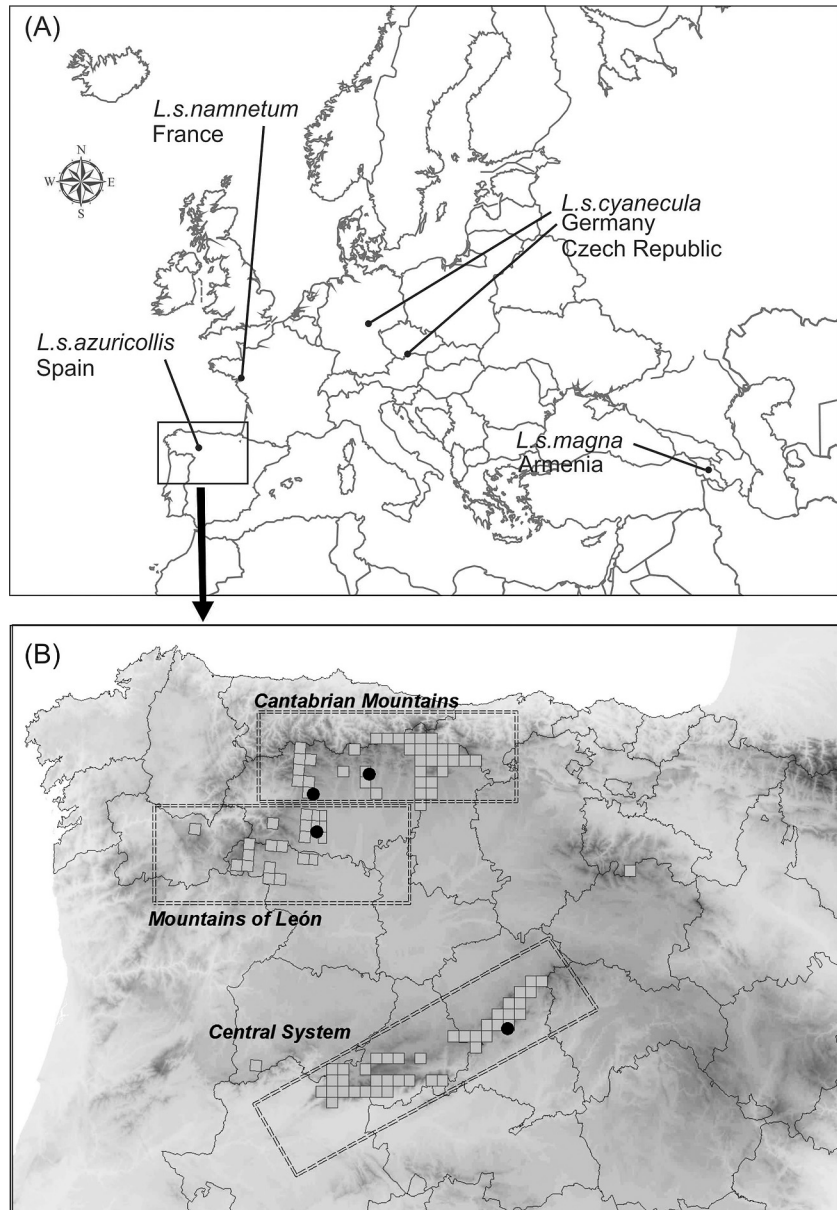 (A)
L.s.namnetum
France
N
W E
S
L.s.cyanecula
Germany
Czech Republic
L.s.azuricollis
Spain
L.s.magna
Armenia
(B)
Cantabrian Mountains
Mountains of León
Central System